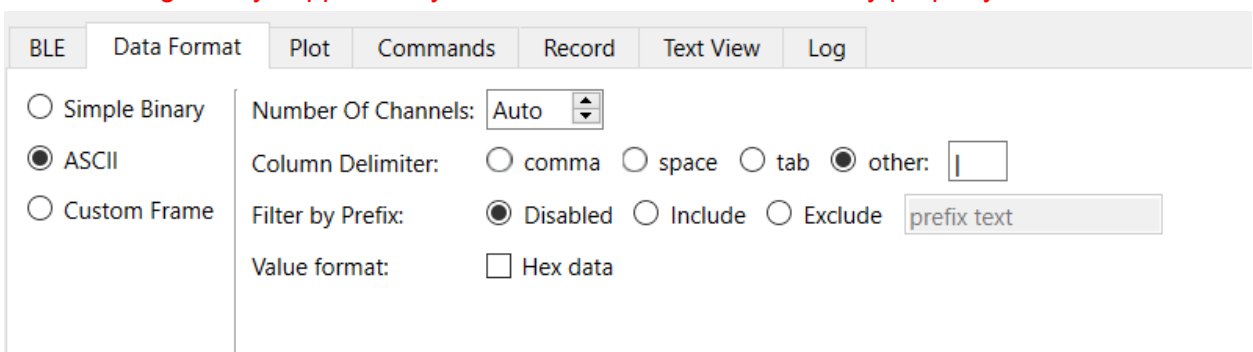 BLE Data Format Plot Commands Record Text View Log
Simple Binary
ASCII
Custom Frame
Number Of Channels: Auto
Column Delimiter: comma space tab other: |
Filter by Prefix: Disabled Include Exclude prefix text
Value format: Hex data